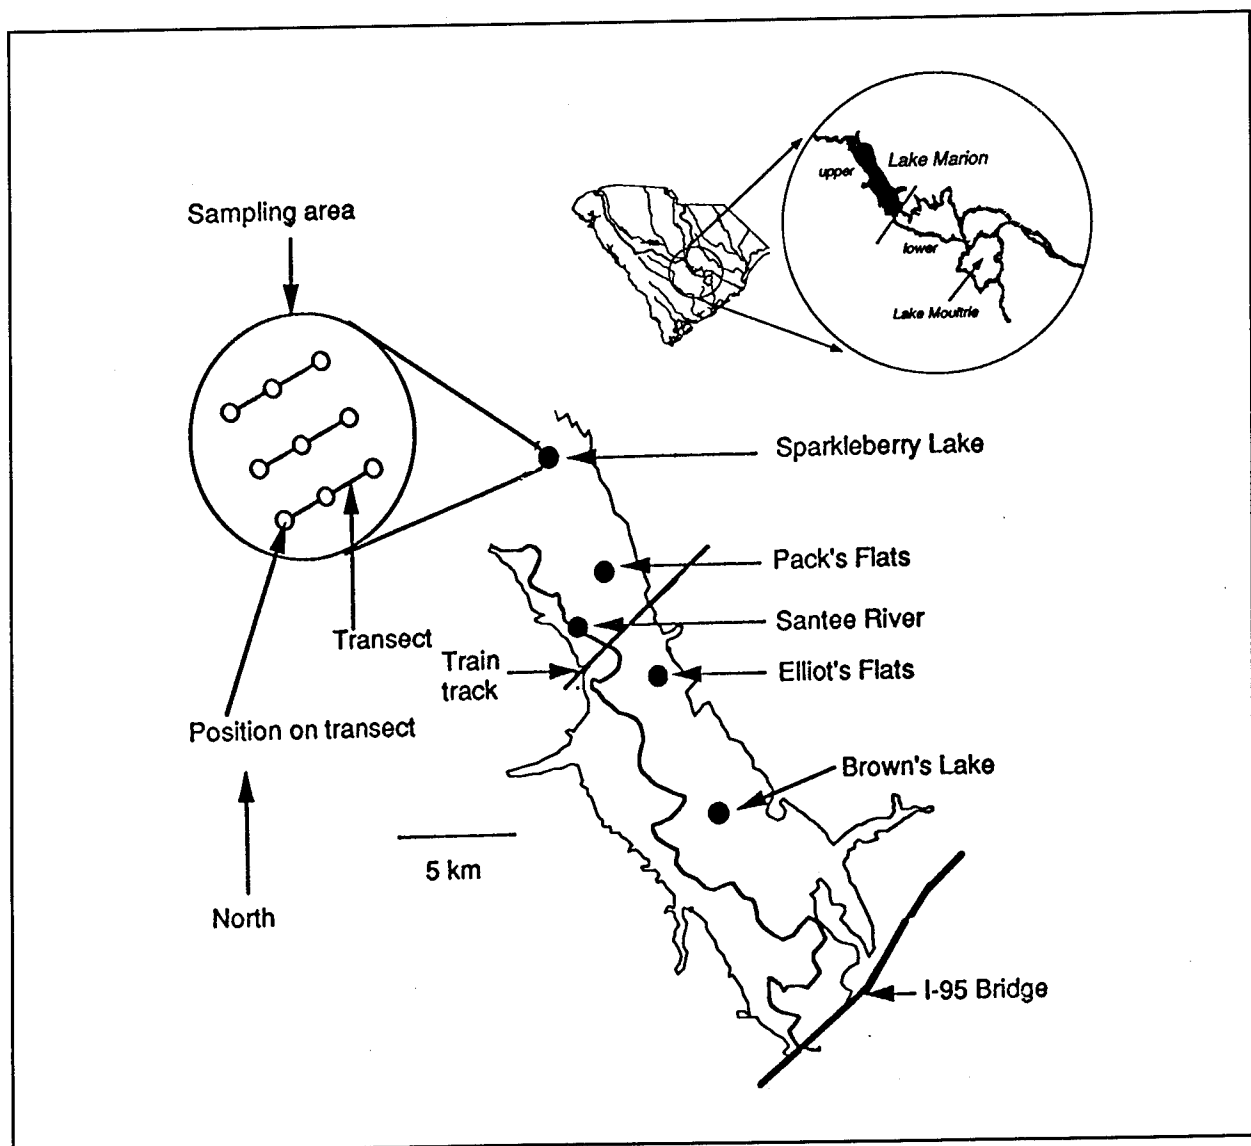 Lake Marion
upper
lower
Lake Moultrie
Sampling area
Sparkleberry Lake
Pack's Flats
Santee River
Transect
Train
track
Elliot's Flats
Position on transect
Brown's Lake
5 km
North
I-95 Bridge